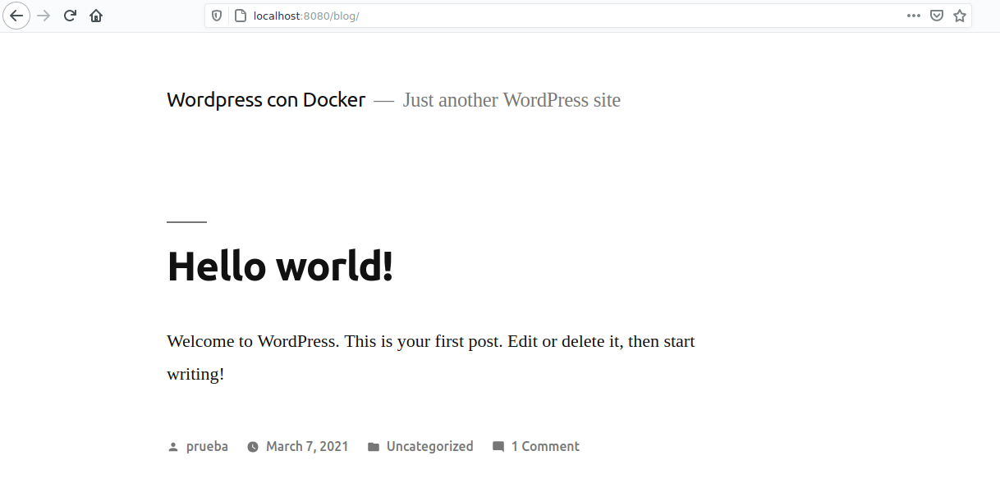 localhost:8080/blog/
Wordpress con Docker — Just another WordPress site
Hello world!
Welcome to WordPress. This is your first post. Edit or delete it, then start
writing!
prueba March 7, 2021 Uncategorized 1 Comment